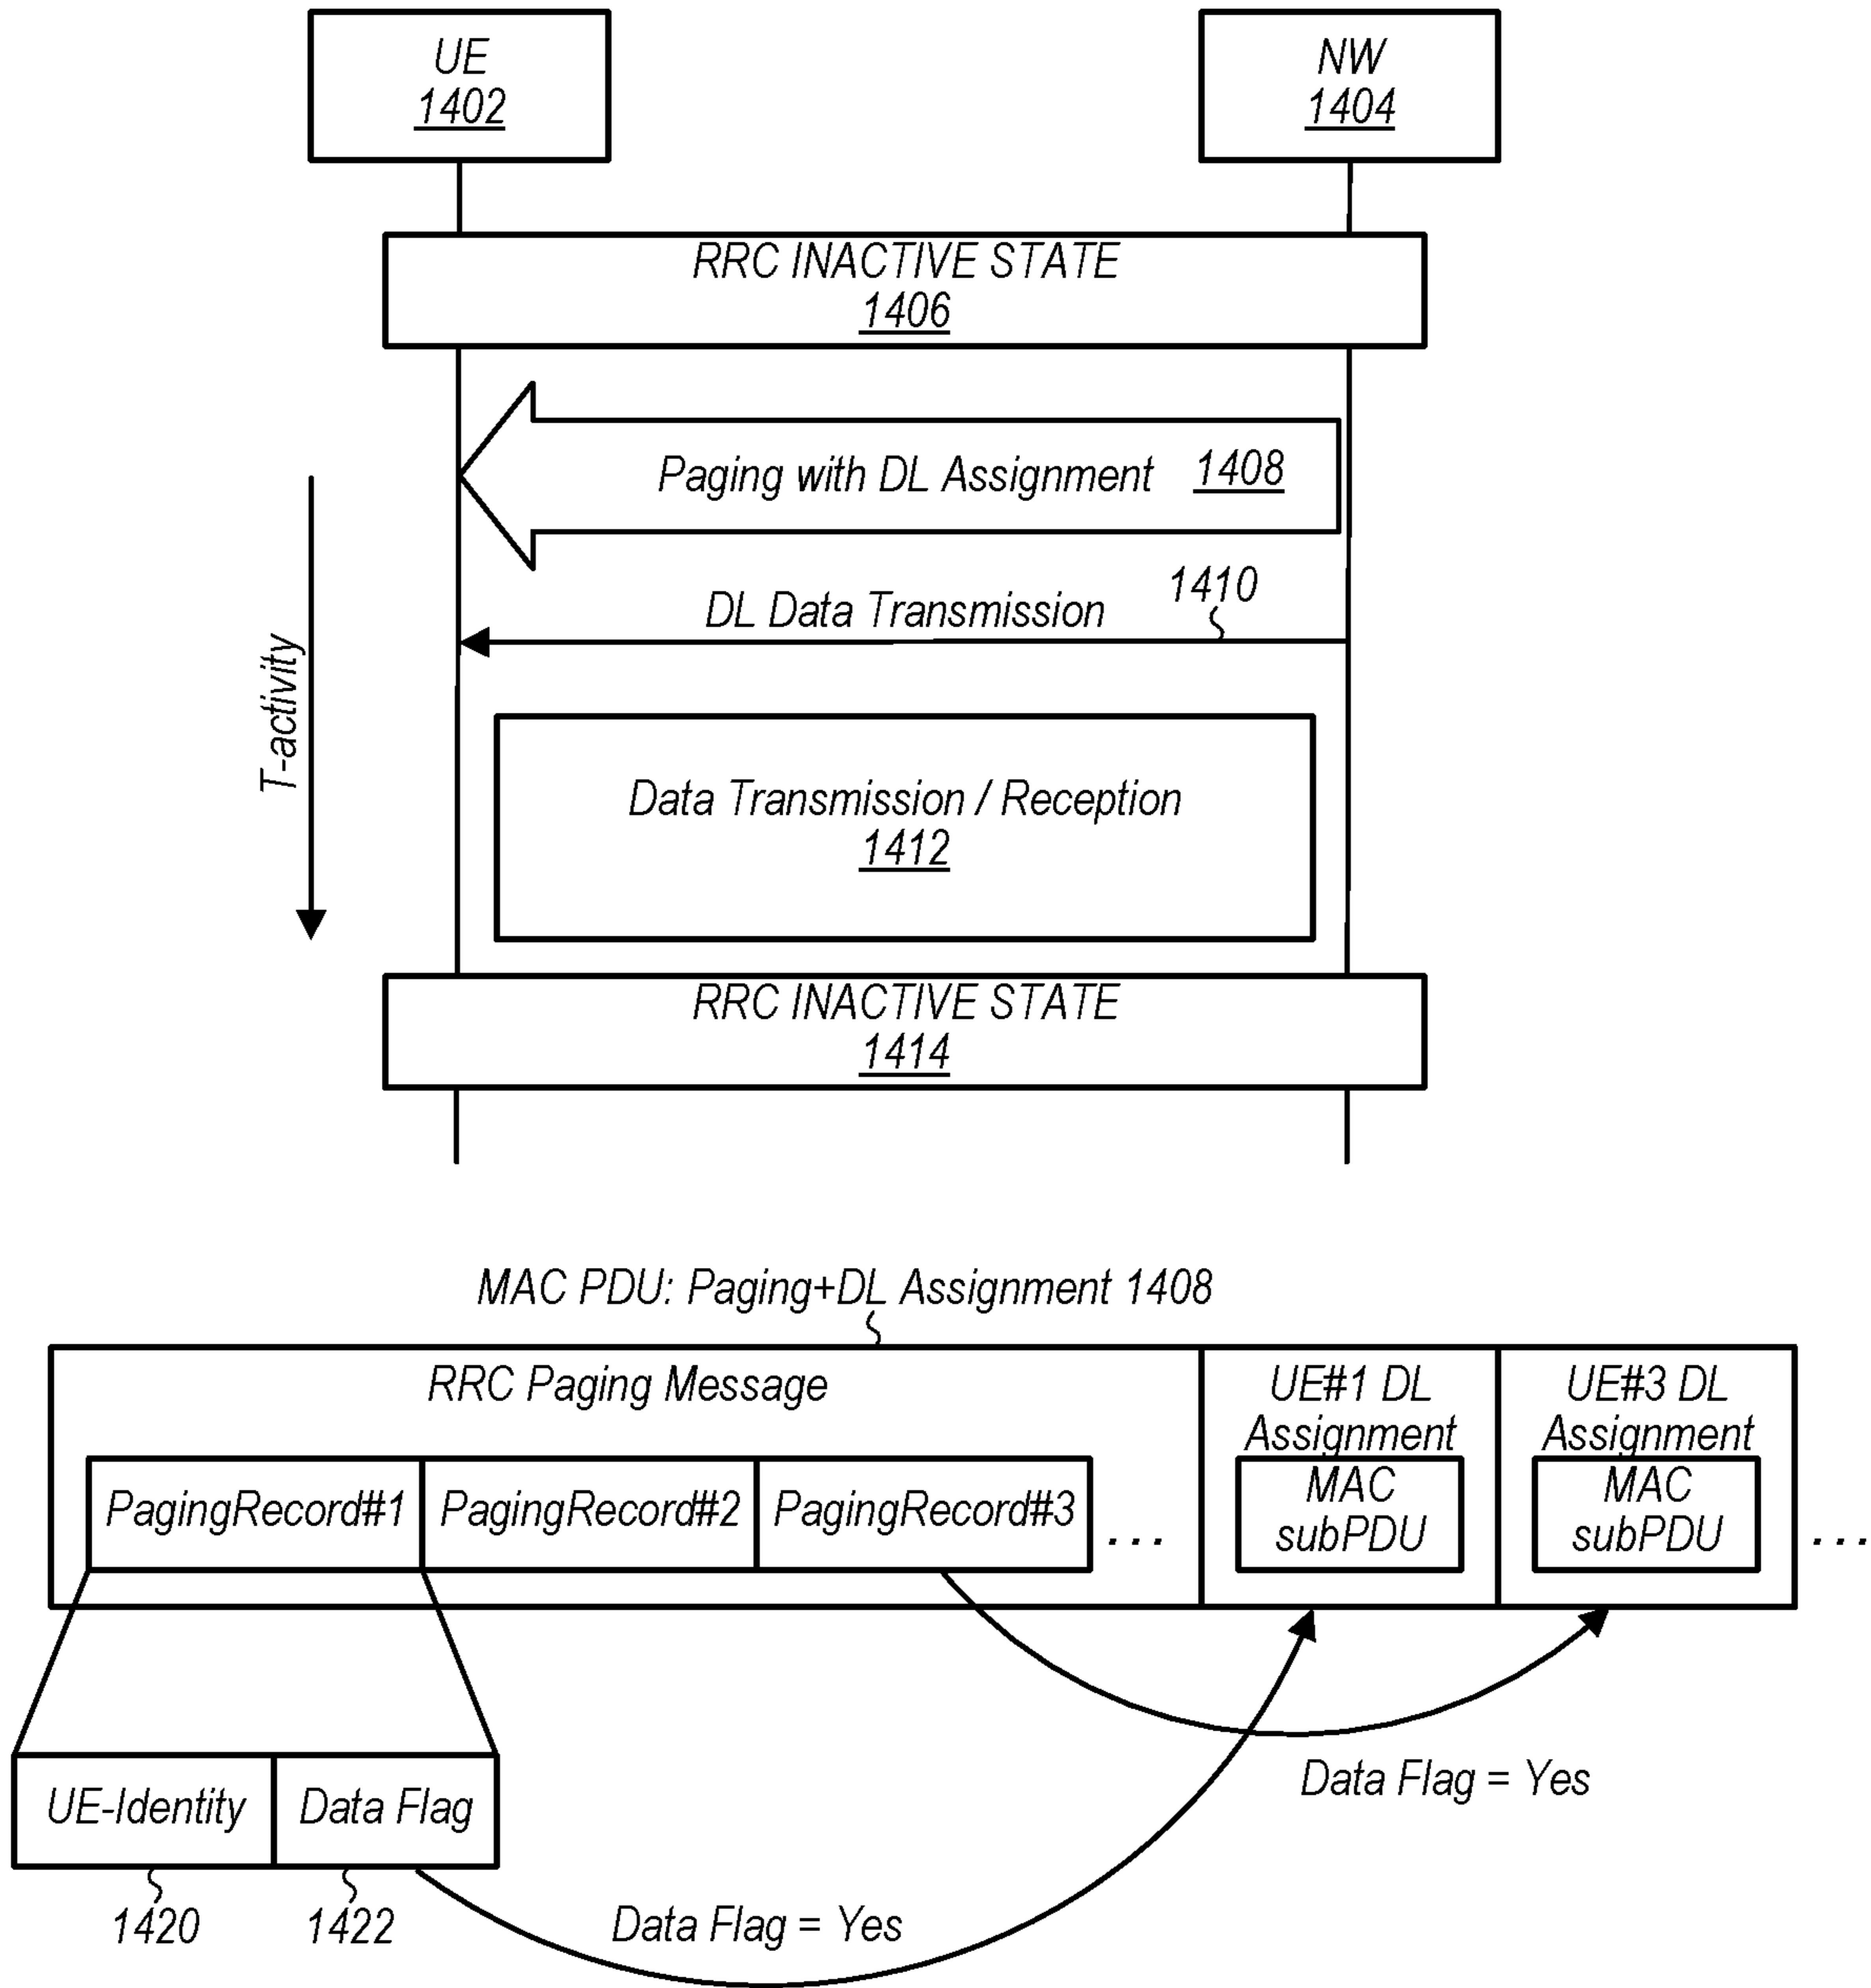 UE
1402
NW
1404
RRC INACTIVE STATE
1406
Paging with DL Assignment 1408
1410
DL Data Transmission
T-activity
Data Transmission / Reception
1412
RRC INACTIVE STATE
1414
MAC PDU: Paging+DL Assignment 1408
RRC Paging Message
UE#1 DL
Assignment
UE#3 DL
Assignment
PagingRecord#1
PagingRecord#2
PagingRecord#3
...
MAC
subPDU
MAC
subPDU
...
UE-Identity
Data Flag
Data Flag = Yes
1420
1422
Data Flag = Yes